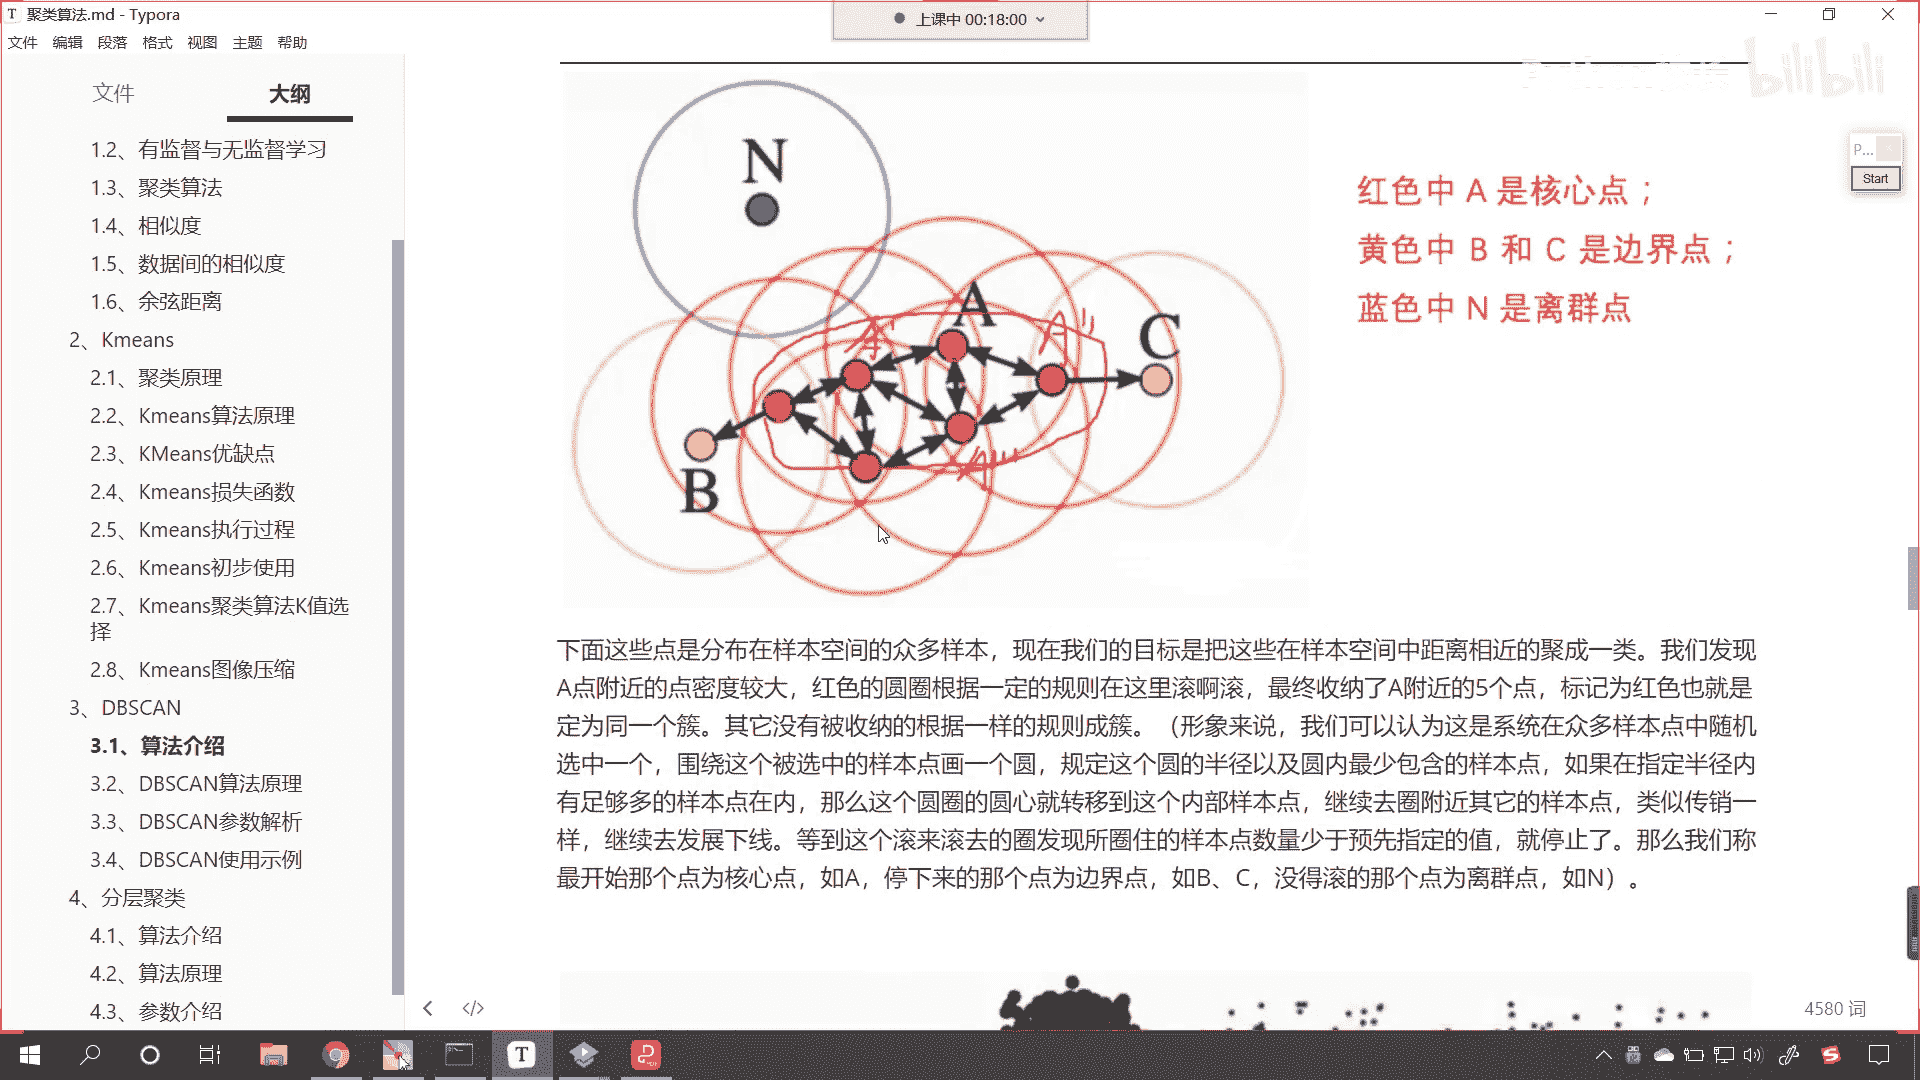 聚类算法.md - Typora
上课中 00:18:00
文件 编辑 段落 格式 视图 主题 帮助
bilibili
文件 大纲
1.2、有监督与无监督学习
1.3、聚类算法
1.4、相似度
1.5、数据间的相似度
1.6、余弦距离
2、Kmeans
2.1、聚类原理
2.2、Kmeans算法原理
2.3、KMeans优缺点
2.4、Kmeans损失函数
2.5、Kmeans执行过程
2.6、Kmeans初步使用
2.7、Kmeans聚类算法K值选
择
2.8、Kmeans图像压缩
3、DBSCAN
3.1、算法介绍
3.2、DBSCAN算法原理
3.3、DBSCAN参数解析
3.4、DBSCAN使用示例
4、分层聚类
4.1、算法介绍
4.2、算法原理
4.3、参数介绍
N
A
C
B
红色中 A 是核心点；
黄色中 B 和 C 是边界点；
蓝色中 N 是离群点
P...
Start
下面这些点是分布在样本空间的众多样本，现在我们的目标是把这些在样本空间中距离相近的聚成一类。我们发现
A点附近的点密度较大，红色的圆圈根据一定的规则在这里滚啊滚，最终收纳了A附近的5个点，标记为红色也就是
定为同一个簇。其它没有被收纳的根据一样的规则成簇。（形象来说，我们可以认为这是系统在众多样本点中随机
选中一个，围绕这个被选中的样本点画一个圆，规定这个圆的半径以及圆内最少包含的样本点，如果在指定半径内
有足够多的样本点在内，那么这个圆圈的圆心就转移到这个内部样本点，继续去圈附近其它的样本点，类似传销一
样，继续去发展下线。等到这个滚来滚去的圈发现所圈住的样本点数量少于预先指定的值，就停止了。那么我们称
最开始那个点为核心点，如A，停下来的那个点为边界点，如B、C，没得滚的那个点为离群点，如N）。
4580 词